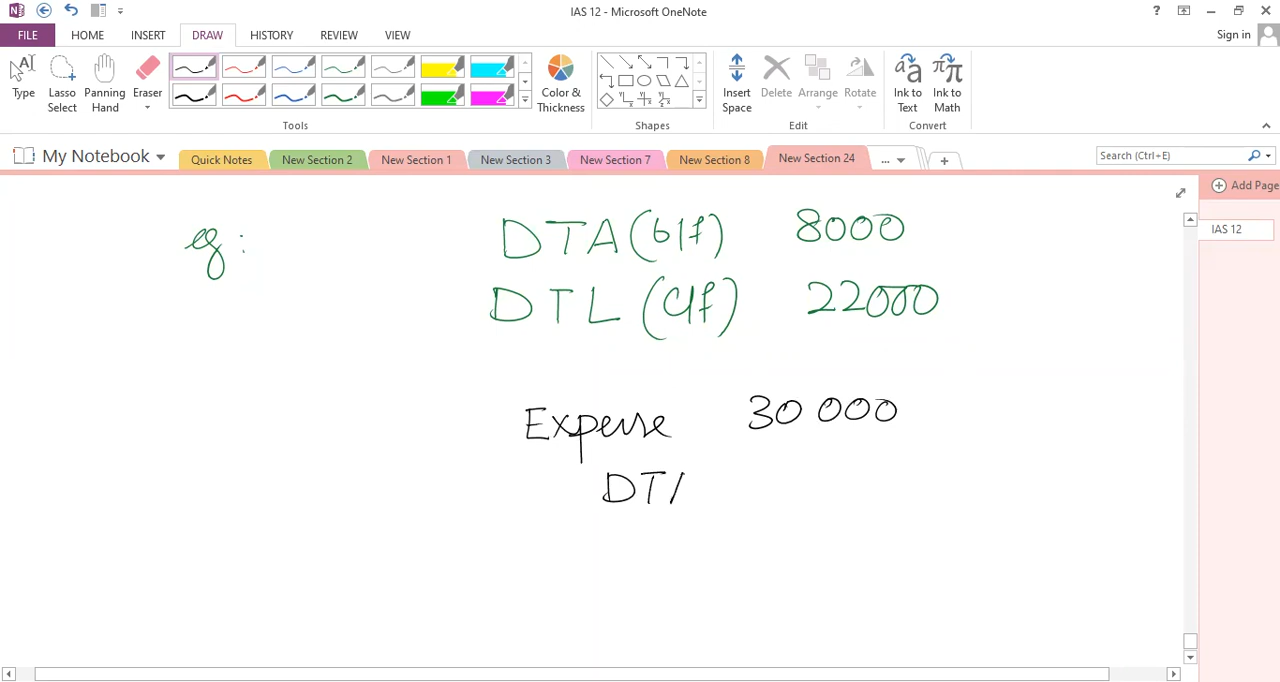 IAS 12 - Microsoft OneNote
?
FILE HOME INSERT DRAW HISTORY REVIEW VIEW Sign in
Type Lasso Select Panning Hand Eraser Color & Thickness Insert Space Delete Arrange Rotate Ink to Text Ink to Math
Tools Shapes Edit Convert
My Notebook Quick Notes New Section 2 New Section 1 New Section 3 New Section 7 New Section 8 New Section 24 ... Search (Ctrl+E)
Add Page
IAS 12
eg: DTA (b/f) 8000
DTL (c/f) 22000
Expense 30 000
DT/